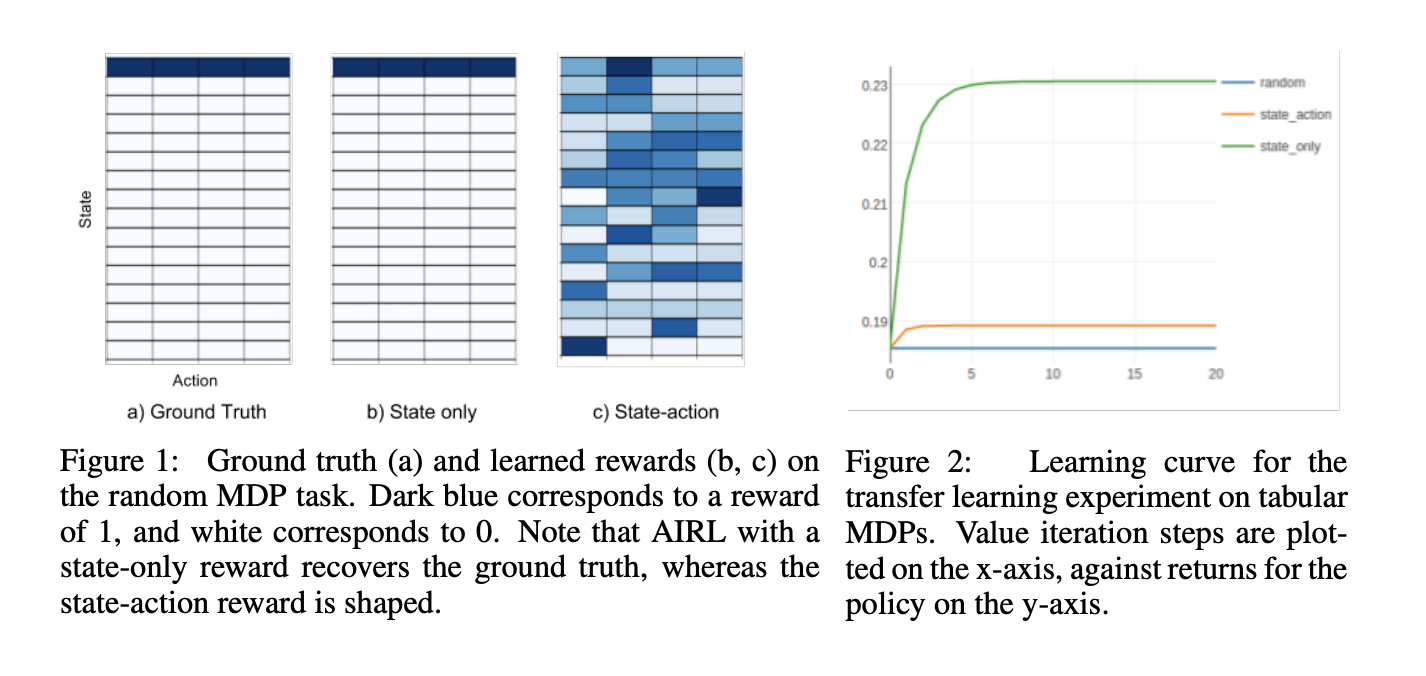 State
Action
a) Ground Truth
b) State only
c) State-action
Figure 1: Ground truth (a) and learned rewards (b, c) on
the random MDP task. Dark blue corresponds to a reward
of 1, and white corresponds to 0. Note that AIRL with a
state-only reward recovers the ground truth, whereas the
state-action reward is shaped.
0.23
0.22
0.21
0.2
0.19
0
5
10
15
20
random
state_action
state_only
Figure 2: Learning curve for the
transfer learning experiment on tabular
MDPs. Value iteration steps are plot-
ted on the x-axis, against returns for the
policy on the y-axis.